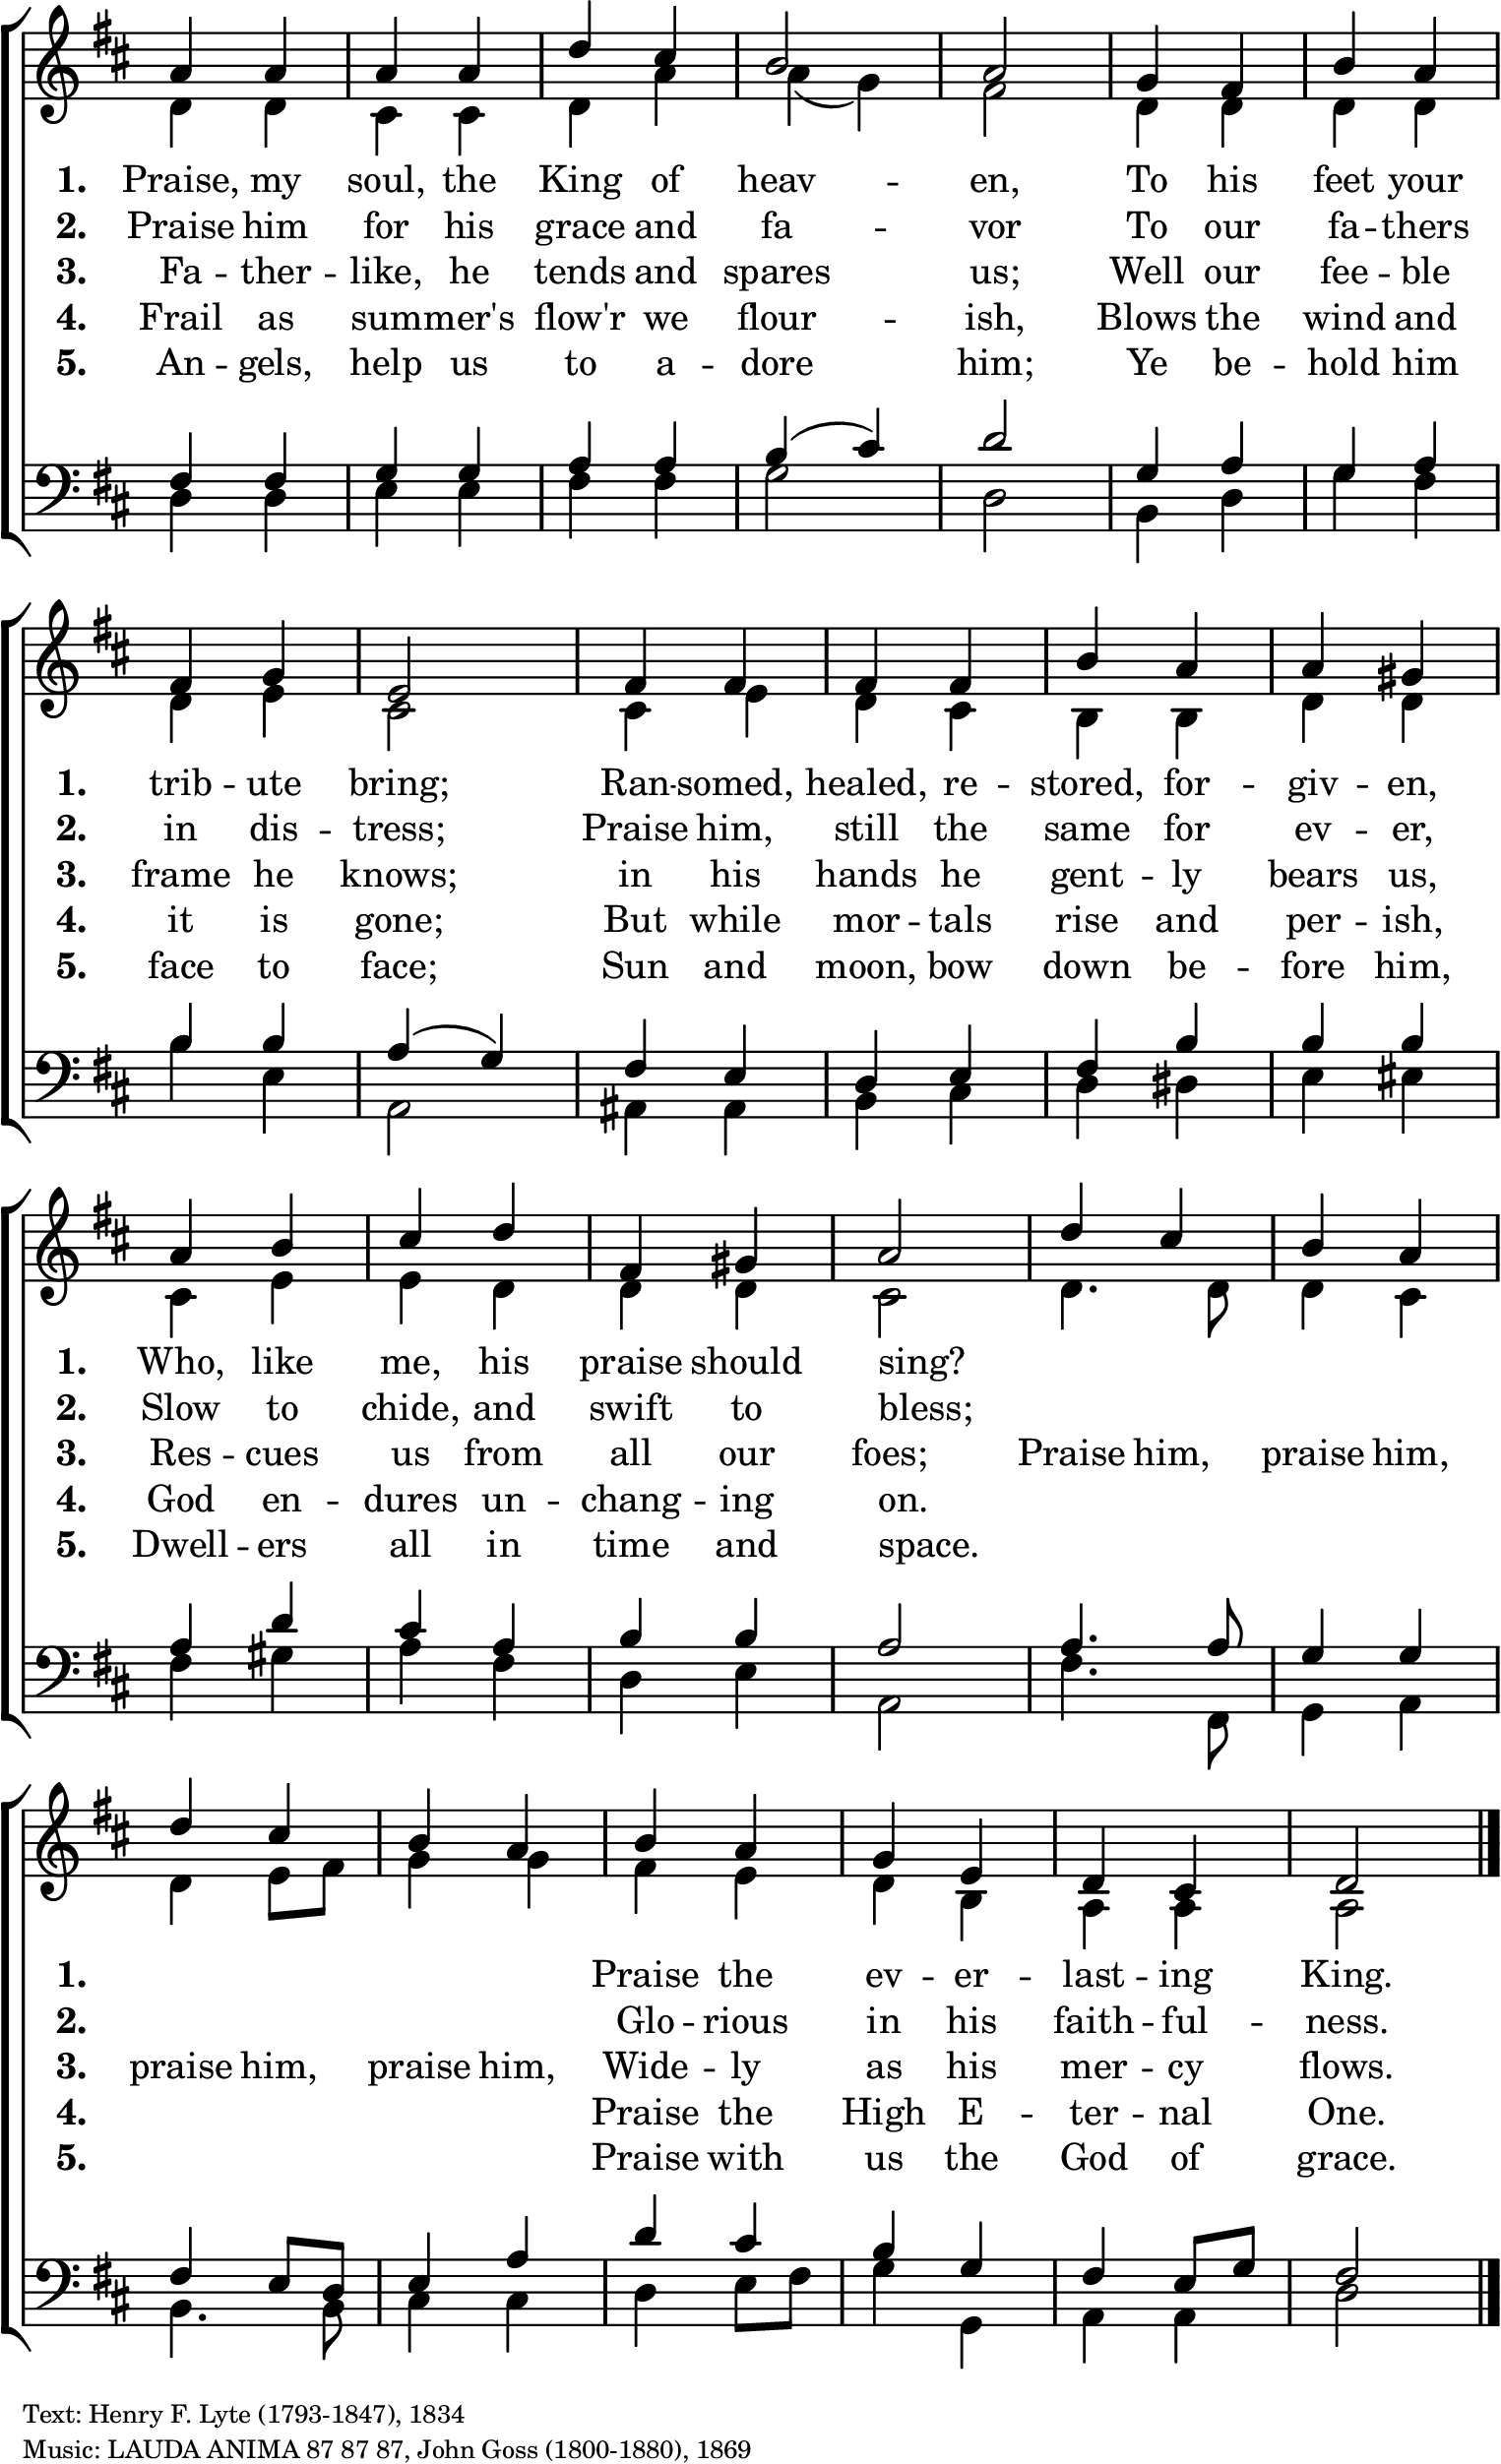 1. Praise, my soul, the King of heav - en, To his feet your
2. Praise him for his grace and fa - vor To our fa - thers
3. Fa - ther - like, he tends and spares us; Well our fee - ble
4. Frail as summer's flow'r we flour - ish, Blows the wind and
5. An - gels, help us to a - dore him; Ye be - hold him
1. trib - ute bring; Ran - somed, healed, re - stored, for - giv - en,
2. in dis - tress; Praise him, still the same for ev - er,
3. frame he knows; in his hands he gent - ly bears us,
4. it is gone; But while mor - tals rise and per - ish,
5. face to face; Sun and moon, bow down be - fore him,
1. Who, like me, his praise should sing?
2. Slow to chide, and swift to bless;
3. Res - cues us from all our foes; Praise him, praise him,
4. God en - dures un - chang - ing on.
5. Dwell - ers all in time and space.
1. Praise the ev - er - last - ing King.
2. Glo - rious in his faith - ful - ness.
3. praise him, praise him, Wide - ly as his mer - cy flows.
4. Praise the High E - ter - nal One.
5. Praise with us the God of grace.
Text: Henry F. Lyte (1793-1847), 1834
Music: LAUDA ANIMA 87 87 87, John Goss (1800-1880), 1869